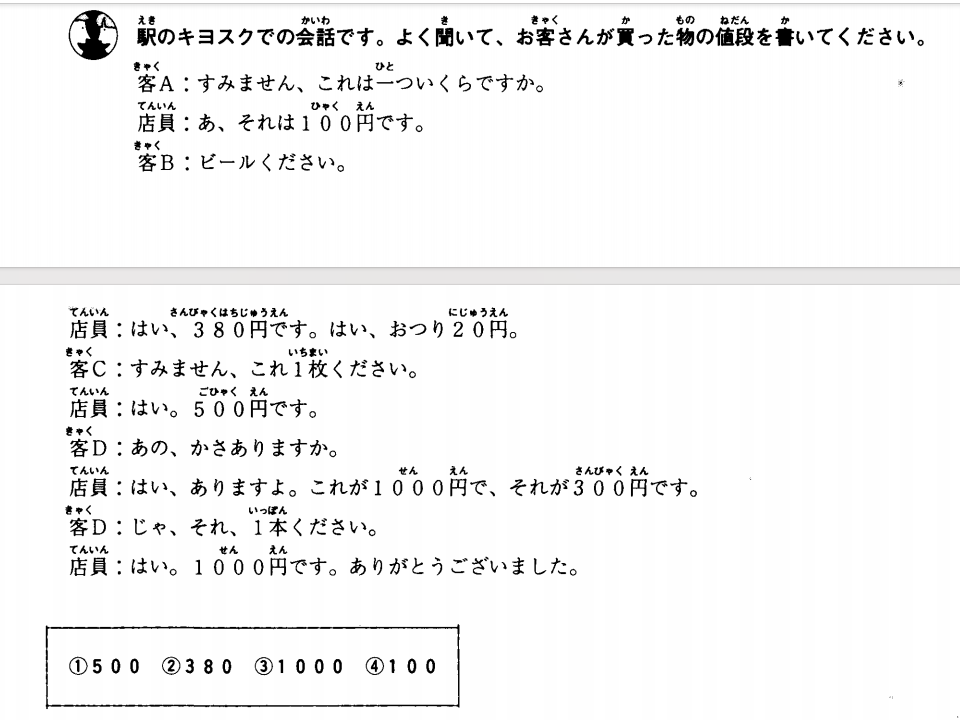 駅のキヨスクでの会話です。よく聞いて、お客さんが買った物の値段を書いてください。
客A：すみません、これは一ついくらですか。
店員：あ、それは１００円です。
客B：ビールください。
店員：はい、３８０円です。はい、おつり２０円。
客C：すみません、これ１枚ください。
店員：はい。５００円です。
客D：あの、かさありますか。
店員：はい、ありますよ。これが１０００円で、それが３００円です。
客D：じゃ、それ、１本ください。
店員：はい。１０００円です。ありがとうございました。
①５００　②３８０　③１０００　④１００